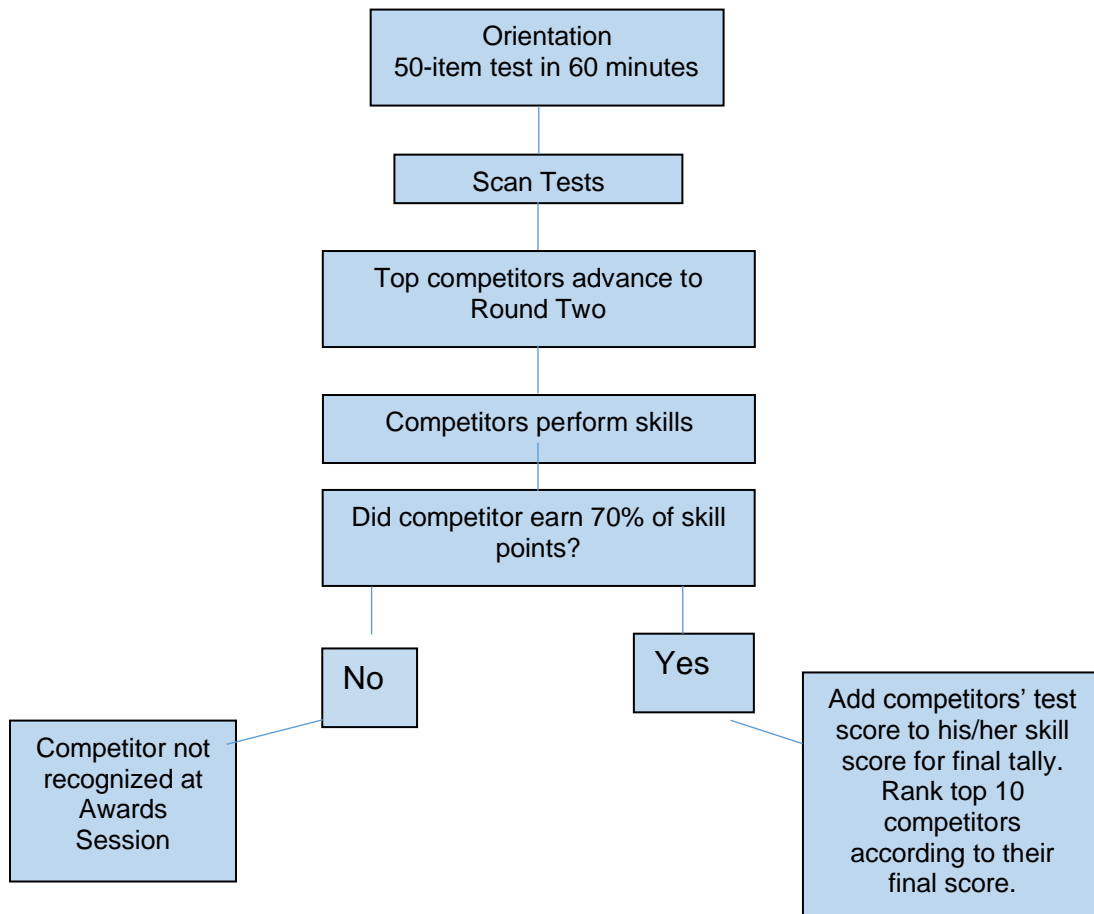 Orientation
50-item test in 60 minutes
Scan Tests
Top competitors advance to
Round Two
Competitors perform skills
Did competitor earn 70% of skill
points?
No
Yes
Competitor not
recognized at
Awards
Session
Add competitors’ test
score to his/her skill
score for final tally.
Rank top 10
competitors
according to their
final score.